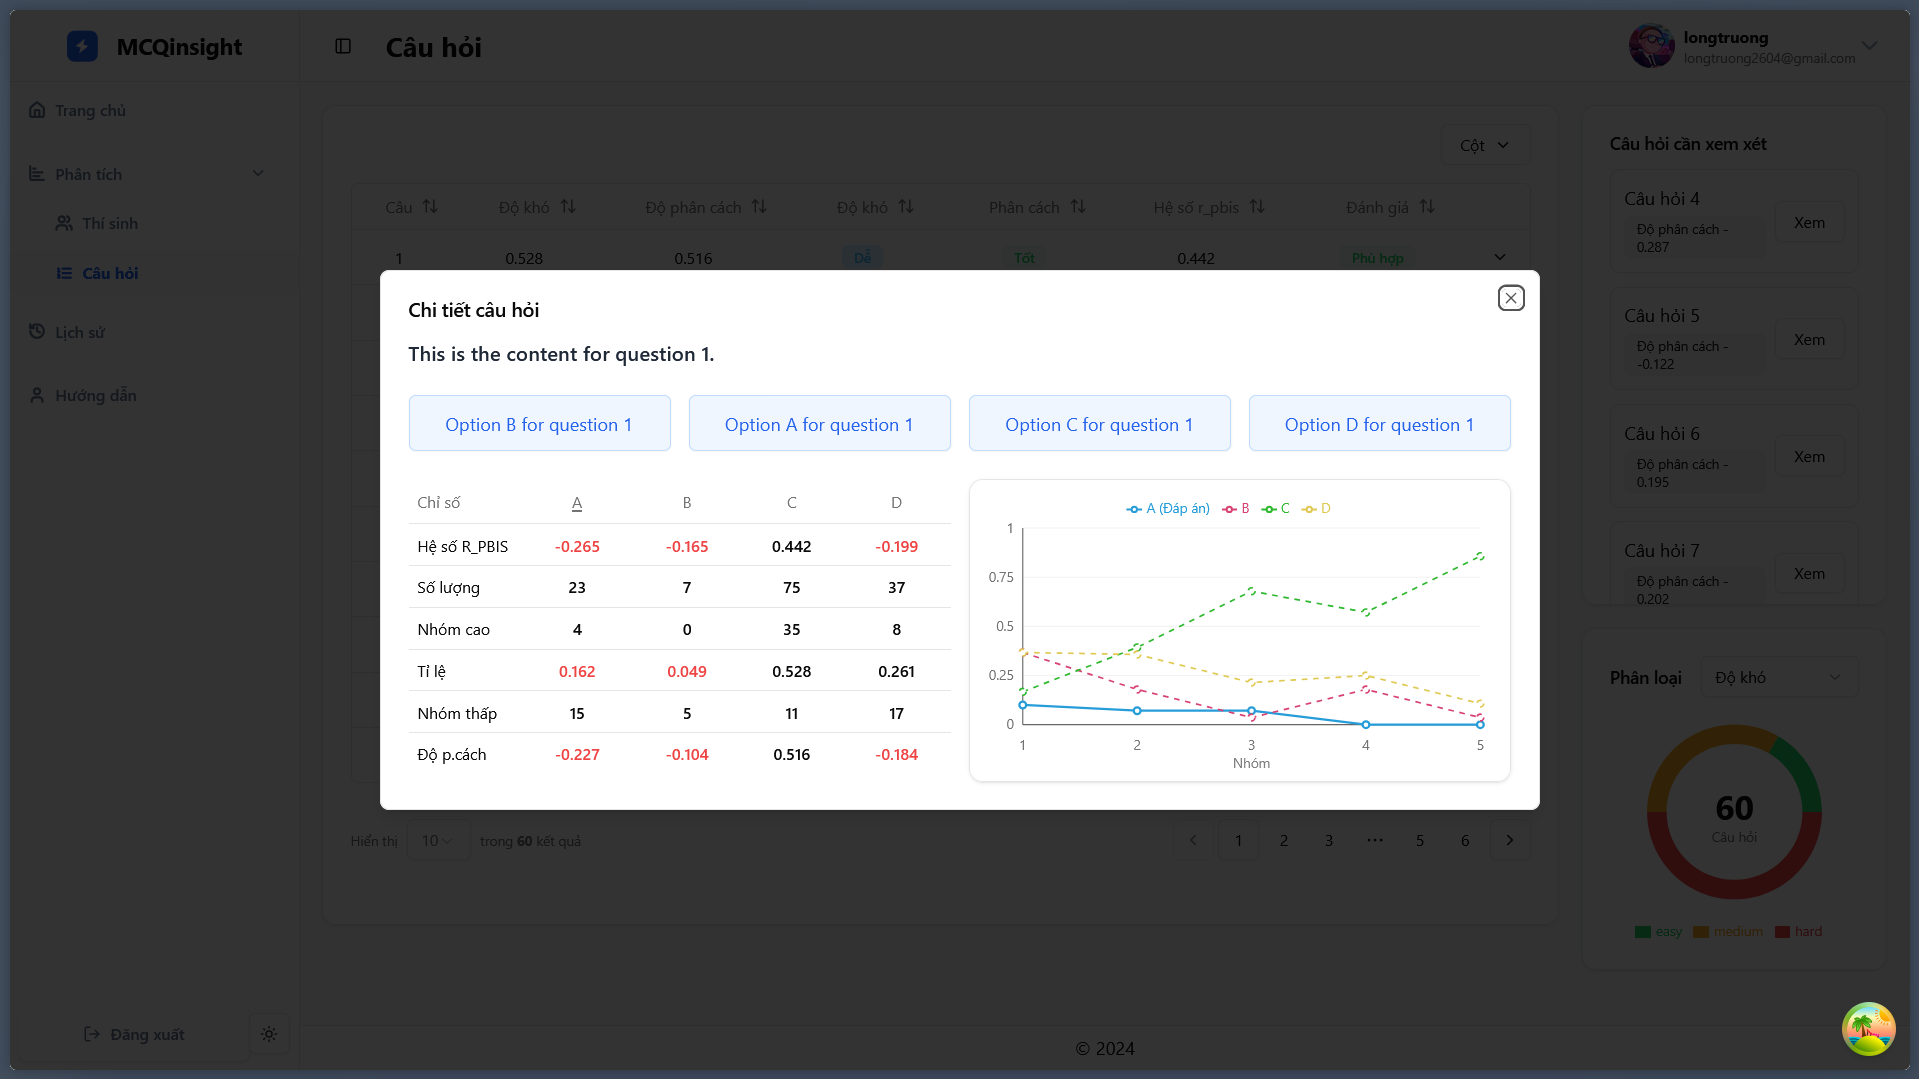 MCQinsight
Câu hỏi
longtruong
longtruong2604@gmail.com
Trang chủ
Phân tích
Thí sinh
Câu hỏi
Lịch sử
Hướng dẫn
Đăng xuất
Cột
Câu Độ khó Độ phân cách Độ khó Phân cách Hệ số r_pbis Đánh giá
1 0.528 0.516 Dễ Tốt 0.442 Phù hợp
Chi tiết câu hỏi
This is the content for question 1.
Option B for question 1
Option A for question 1
Option C for question 1
Option D for question 1
Chỉ số A B C D
Hệ số R_PBIS -0.265 -0.165 0.442 -0.199
Số lượng 23 7 75 37
Nhóm cao 4 0 35 8
Tỉ lệ 0.162 0.049 0.528 0.261
Nhóm thấp 15 5 11 17
Độ p.cách -0.227 -0.104 0.516 -0.184
A (Đáp án) B C D
1
0.75
0.5
0.25
0
1 2 3 4 5
Nhóm
Hiển thị 10 trong 60 kết quả
1 2 3 ··· 5 6
Câu hỏi cần xem xét
Câu hỏi 4
Độ phân cách -
0.287
Xem
Câu hỏi 5
Độ phân cách -
-0.122
Xem
Câu hỏi 6
Độ phân cách -
0.195
Xem
Câu hỏi 7
Độ phân cách -
0.202
Xem
Phân loại
Độ khó
60
Câu hỏi
easy medium hard
© 2024